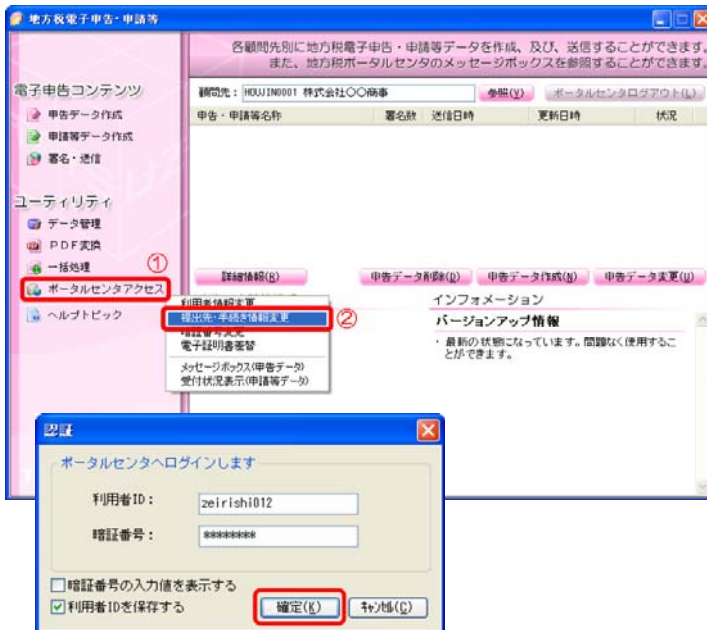 地方税電子申告・申請等
各顧問先別に地方税電子申告・申請等データを作成、及び、送信することができます。
また、地方税ポータルセンタのメッセージボックスを参照することができます。
電子申告コンテンツ
申告データ作成
申請等データ作成
署名・送信
ユーティリティ
データ管理
PDF変換
一括処理
①
ポータルセンタアクセス
ヘルプトピック
顧問先： HOUJIN0001 株式会社〇〇商事 参照(V) ポータルセンタログアウト(L)
申告・申請等名称 署名数 送信日時 更新日時 状況
詳細情報(R) 申告データ削除(D) 申告データ作成(N) 申告データ変更(U)
利用者情報変更
提出先・手続き情報変更 ②
暗証番号変更
電子証明書差替
メッセージボックス(申告データ)
受付状況表示(申請等データ)
インフォメーション
バージョンアップ情報
・最新の状態になっています。問題なく使用するこ
とができます。
認証
ポータルセンタへログインします
利用者ID： zeirishi012
暗証番号： ********
暗証番号の入力値を表示する
利用者IDを保存する 確定(K) キャンセル(C)